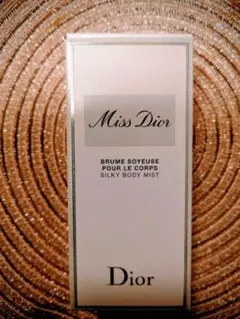 Miss Dior
BRUME SOYEUSE
POUR LE CORPS
SILKY BODY MIST
Dior